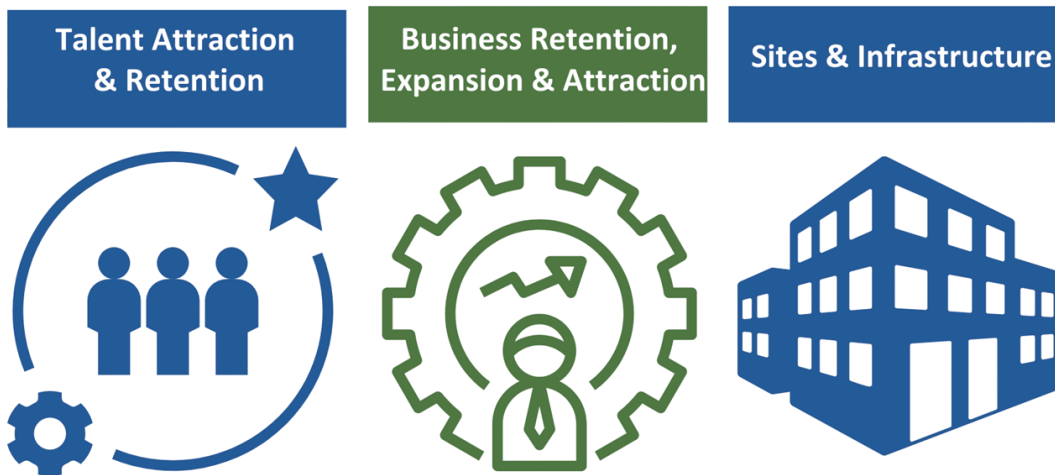 Talent Attraction
& Retention
Business Retention,
Expansion & Attraction
Sites & Infrastructure